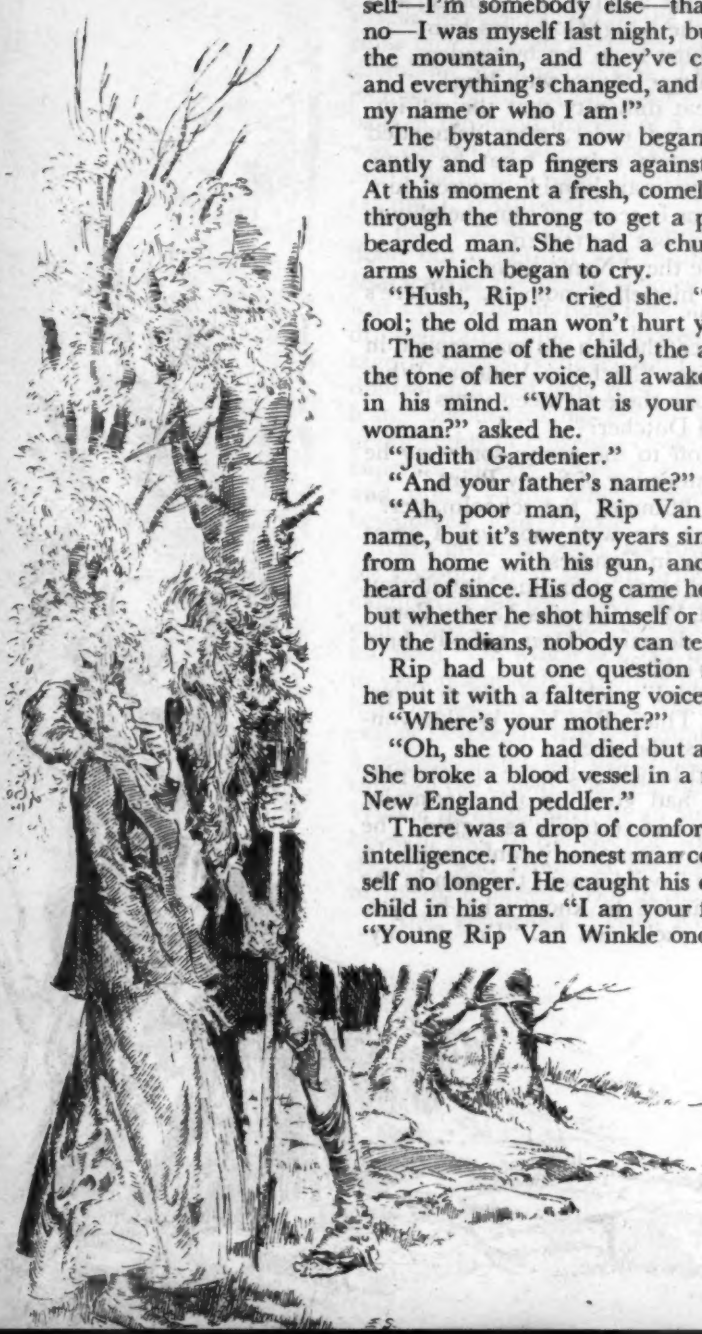 self—I'm somebody else—tha
no—I was myself last night, bu
the mountain, and they've c
and everything's changed, and
my name or who I am!"
The bystanders now began
cantly and tap fingers against
At this moment a fresh, comel
through the throng to get a p
bearded man. She had a chu
arms which began to cry.
"Hush, Rip!" cried she. "
fool; the old man won't hurt y
The name of the child, the a
the tone of her voice, all awake
in his mind. "What is your
woman?" asked he.
"Judith Gardenier."
"And your father's name?"
"Ah, poor man, Rip Van
name, but it's twenty years sin
from home with his gun, and
heard of since. His dog came h
but whether he shot himself or
by the Indians, nobody can te
Rip had but one question
he put it with a faltering voice
"Where's your mother?"
"Oh, she too had died but a
She broke a blood vessel in a
New England peddler."
There was a drop of comfor
intelligence. The honest man c
self no longer. He caught his
child in his arms. "I am your f
"Young Rip Van Winkle one
E.S.